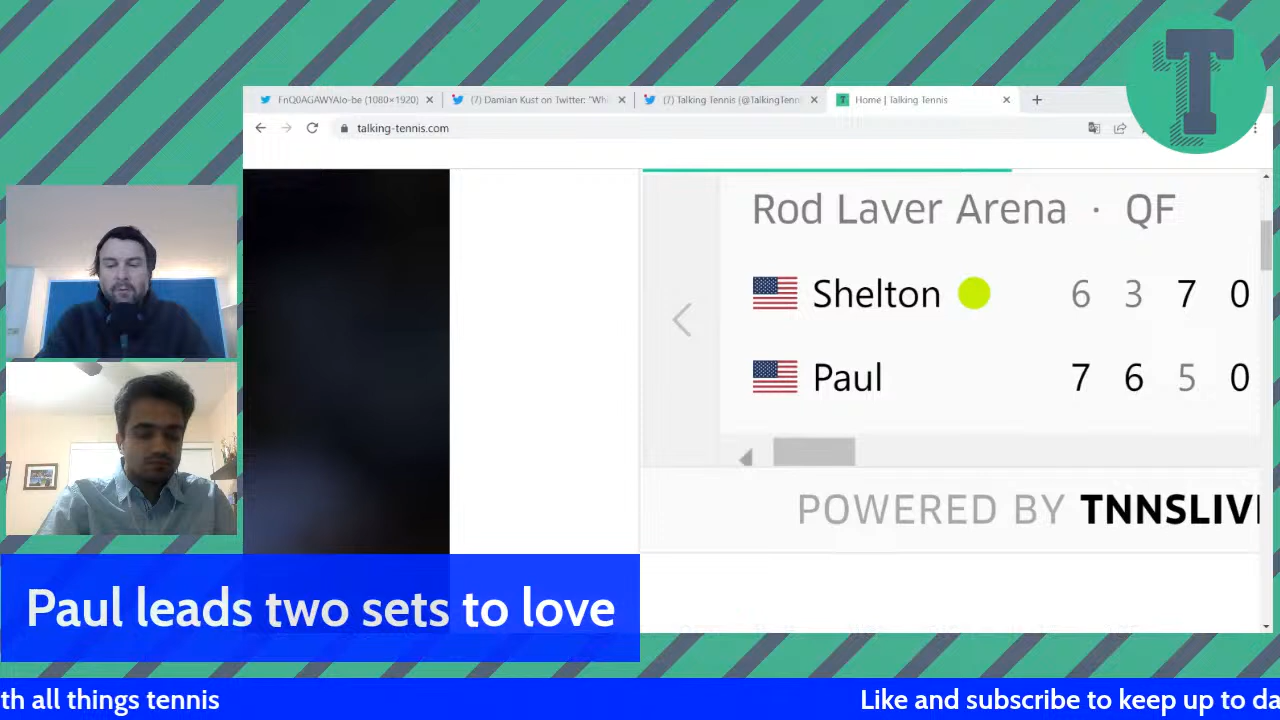 T
FnQ0AGAWYAIo-be (1080×1920)
(7) Damian Kust on Twitter: "Whi
(7) Talking Tennis (@TalkingTenni
T Home | Talking Tennis
talking-tennis.com
Rod Laver Arena · QF
Shelton 6 3 7 0
Paul 7 6 5 0
POWERED BY TNNSLIV
Paul leads two sets to love
th all things tennis
Like and subscribe to keep up to da